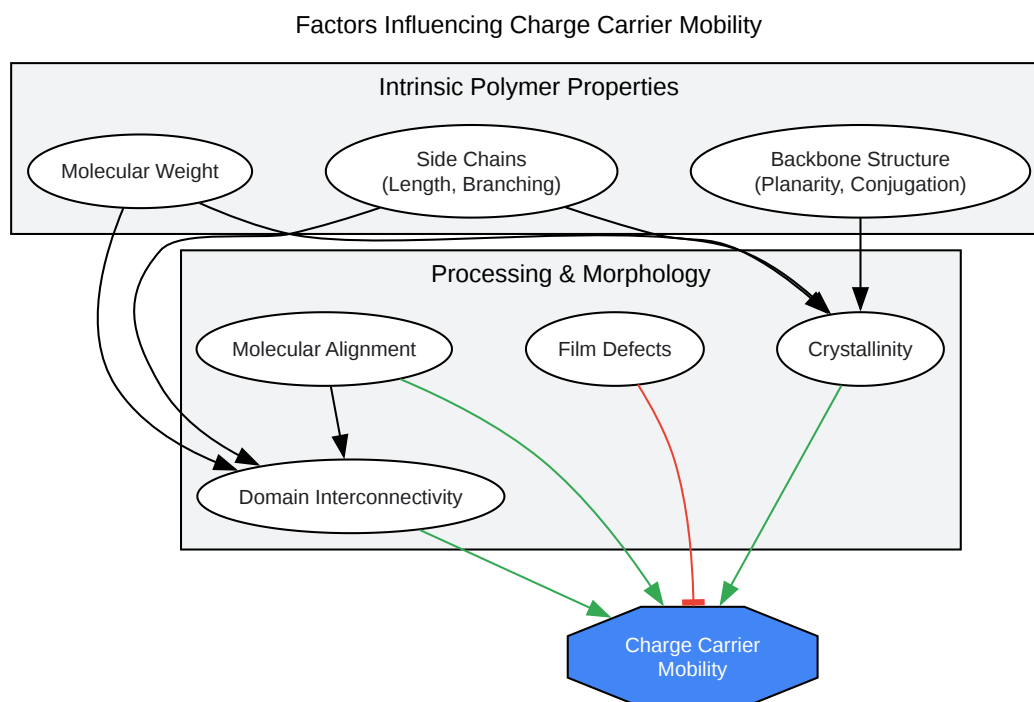 Factors Influencing Charge Carrier Mobility
Intrinsic Polymer Properties
Molecular Weight
Side Chains
(Length, Branching)
Backbone Structure
(Planarity, Conjugation)
Processing & Morphology
Molecular Alignment
Film Defects
Crystallinity
Domain Interconnectivity
Charge Carrier
Mobility